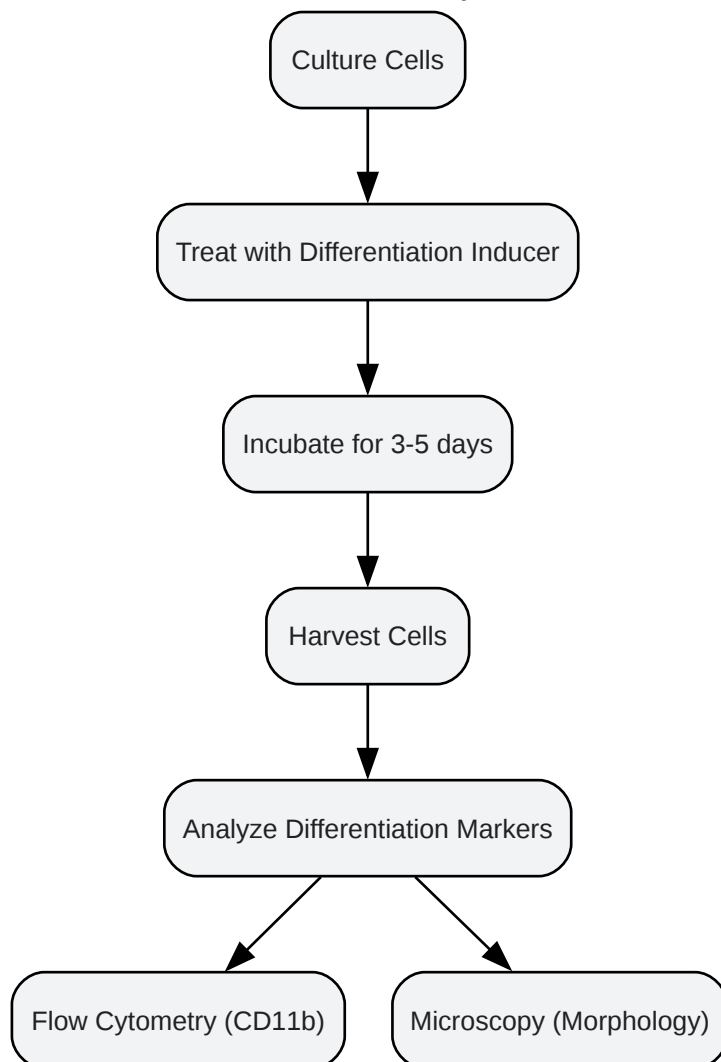 Culture Cells
Treat with Differentiation Inducer
Incubate for 3-5 days
Harvest Cells
Analyze Differentiation Markers
Flow Cytometry (CD11b)
Microscopy (Morphology)